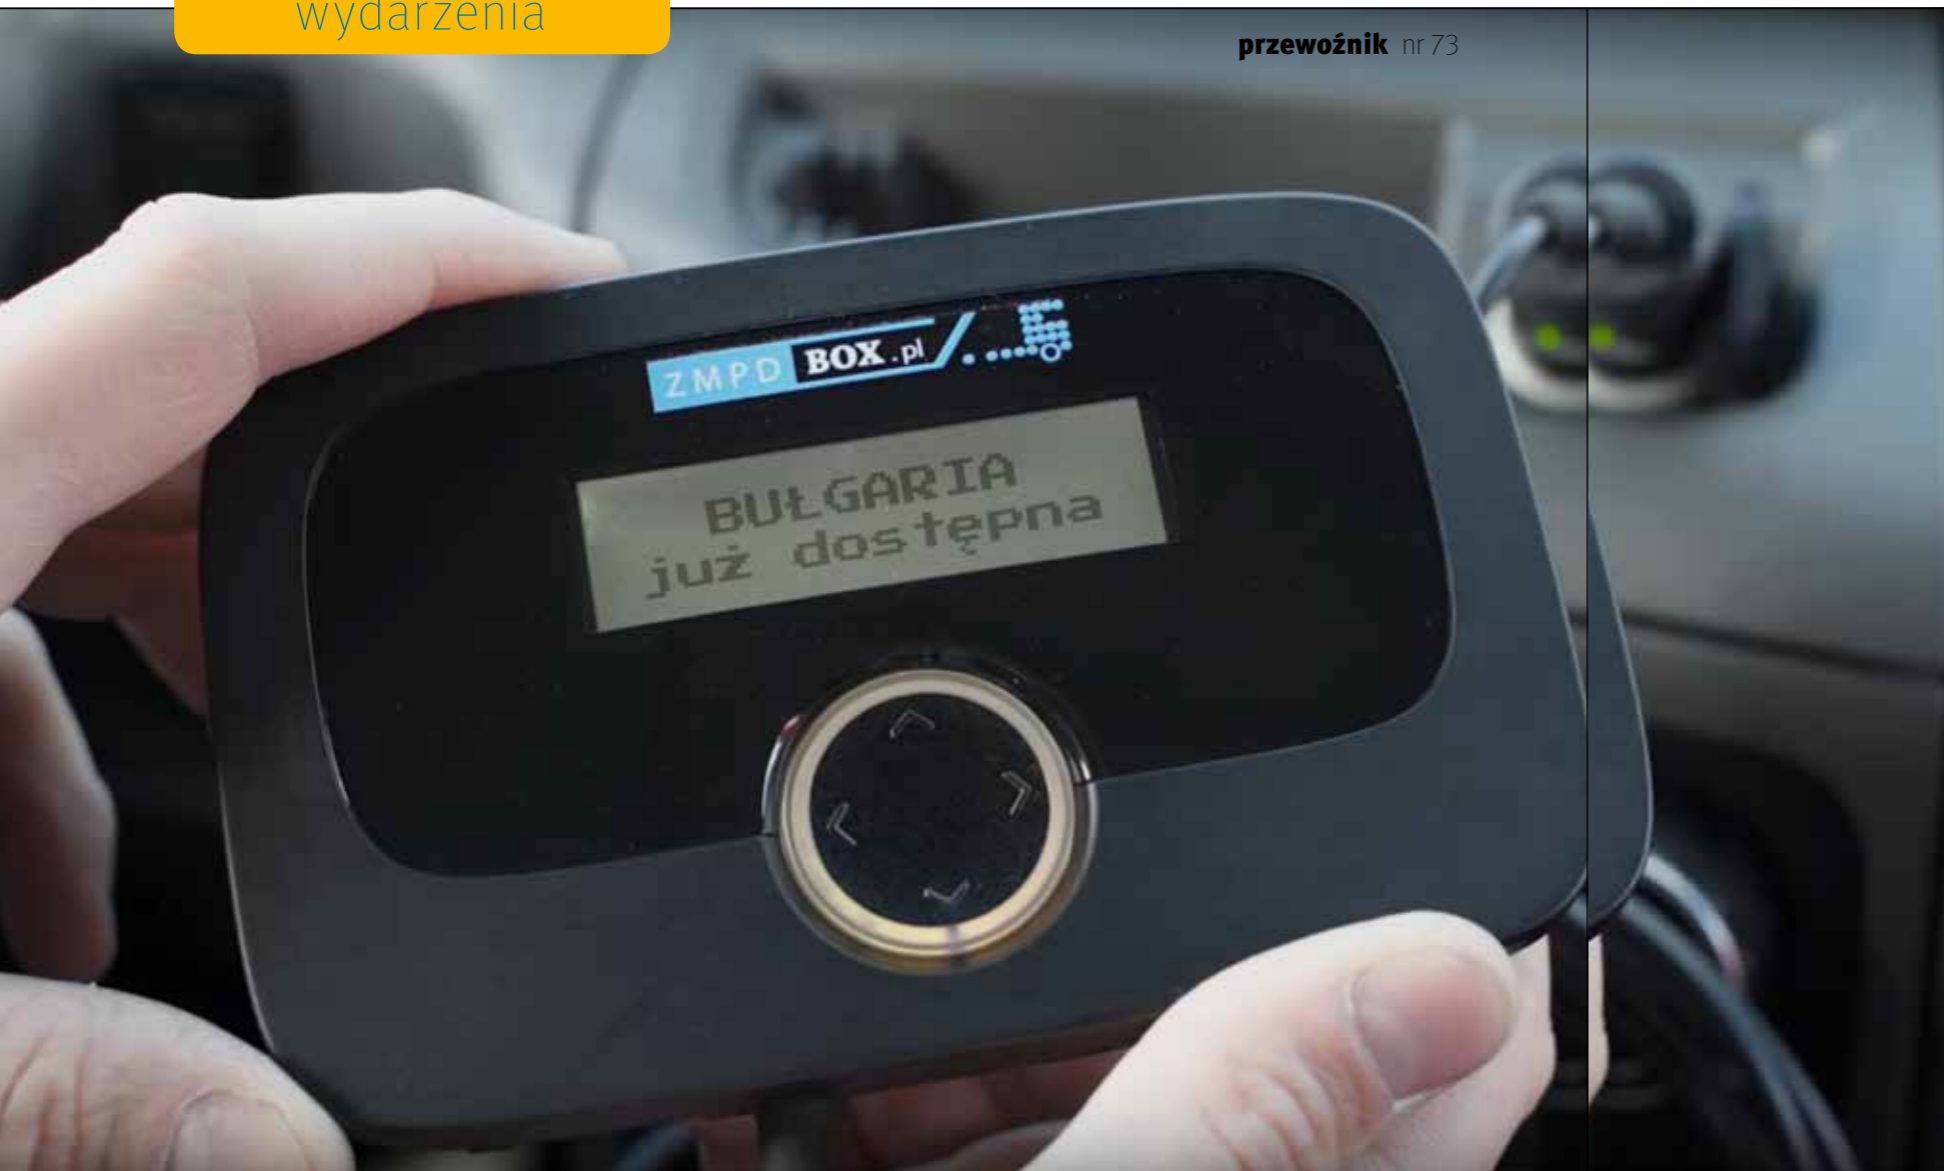 wydarzenia
przewoźnik nr 73
ZMPD BOX.pl
BUŁGARIA
już dostępna